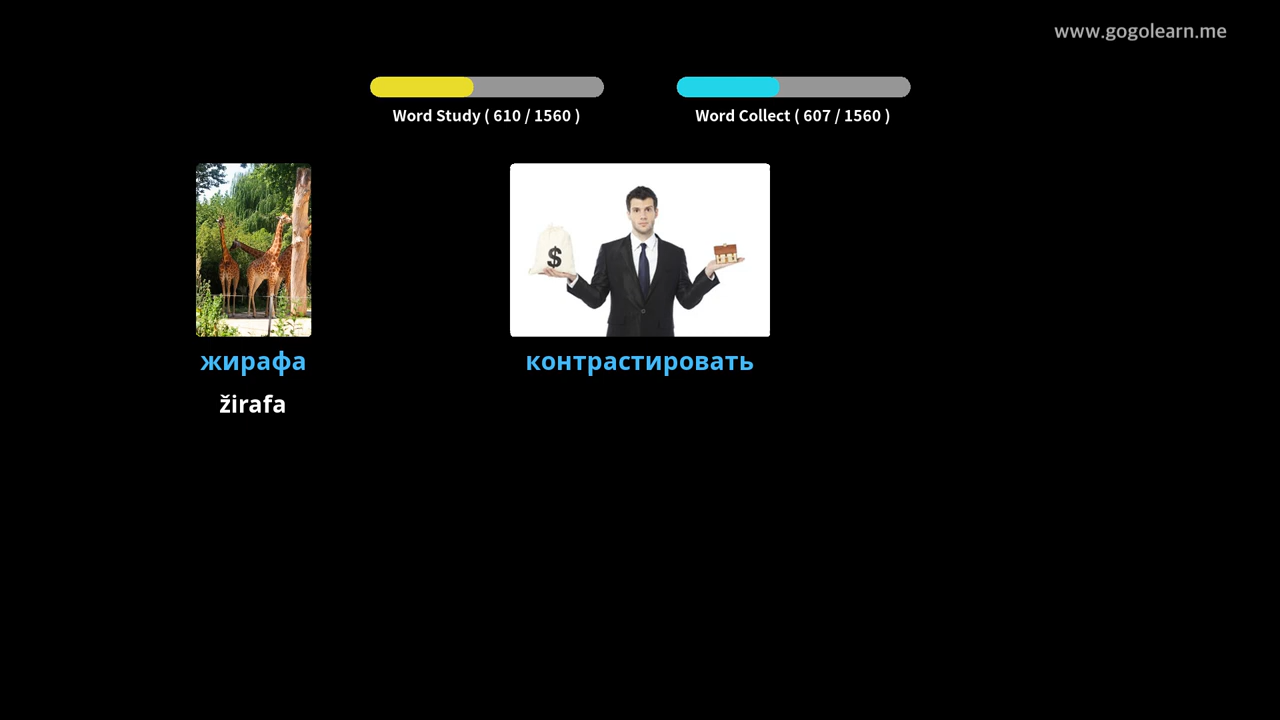 www.gogolearn.me
Word Study ( 610 / 1560 )
Word Collect ( 607 / 1560 )
$
жирафа
контрастировать
žirafa